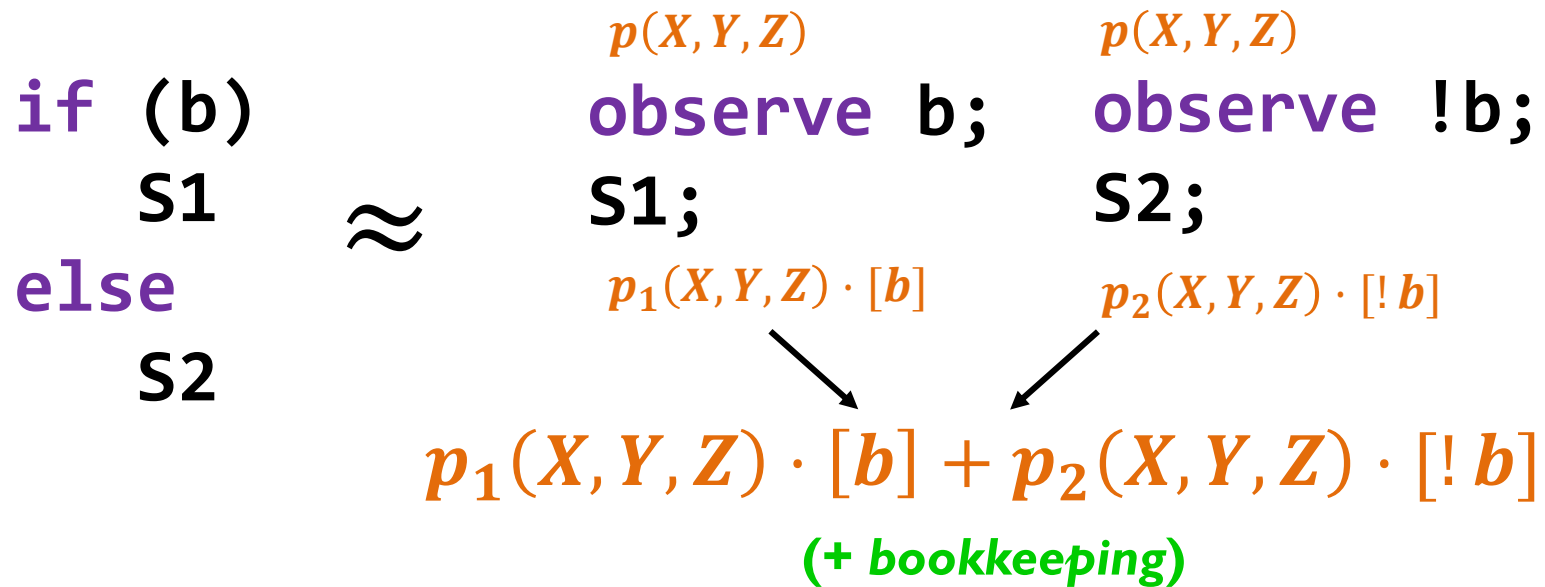 if (b)
S1
else
S2
≈
p(X, Y, Z)
observe b;
S1;
p₁(X, Y, Z) · [b]
p(X, Y, Z)
observe !b;
S2;
p₂(X, Y, Z) · [! b]
p₁(X, Y, Z) · [b] + p₂(X, Y, Z) · [! b]
(+ bookkeeping)